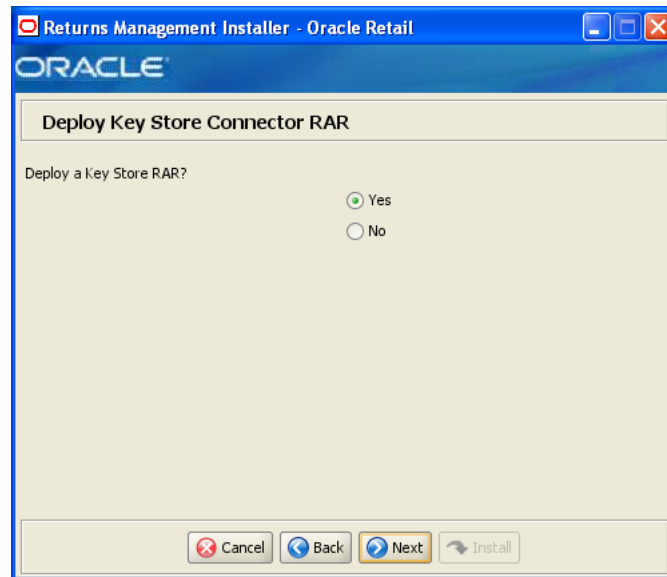 Returns Management Installer - Oracle Retail
ORACLE
Deploy Key Store Connector RAR
Deploy a Key Store RAR?
Yes
No
Cancel Back Next Install